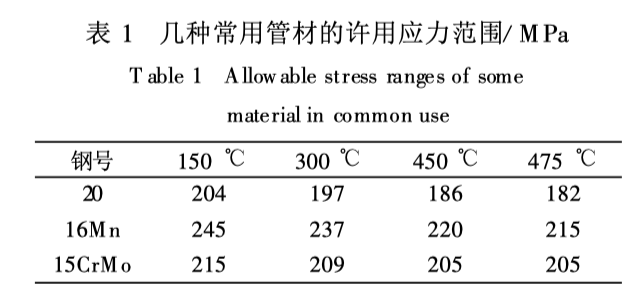 表 1 几种常用管材的许用应力范围/ MPa
Table 1 Allowable stress ranges of some
material in common use
钢号 150 ℃ 300 ℃ 450 ℃ 475 ℃
20 204 197 186 182
16Mn 245 237 220 215
15CrMo 215 209 205 205